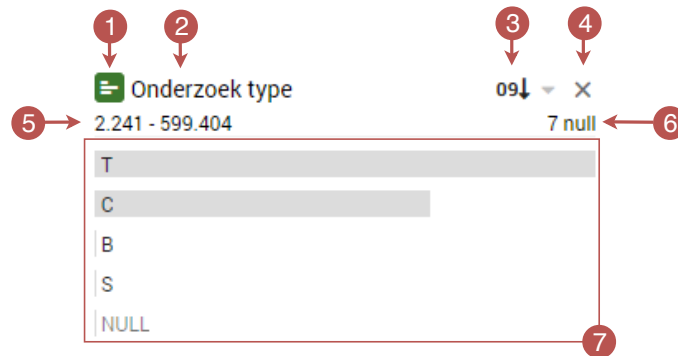 1 2 3 4
Onderzoek type 09↓
5 2.241 - 599.404 7 null 6
T
C
B
S
NULL
7